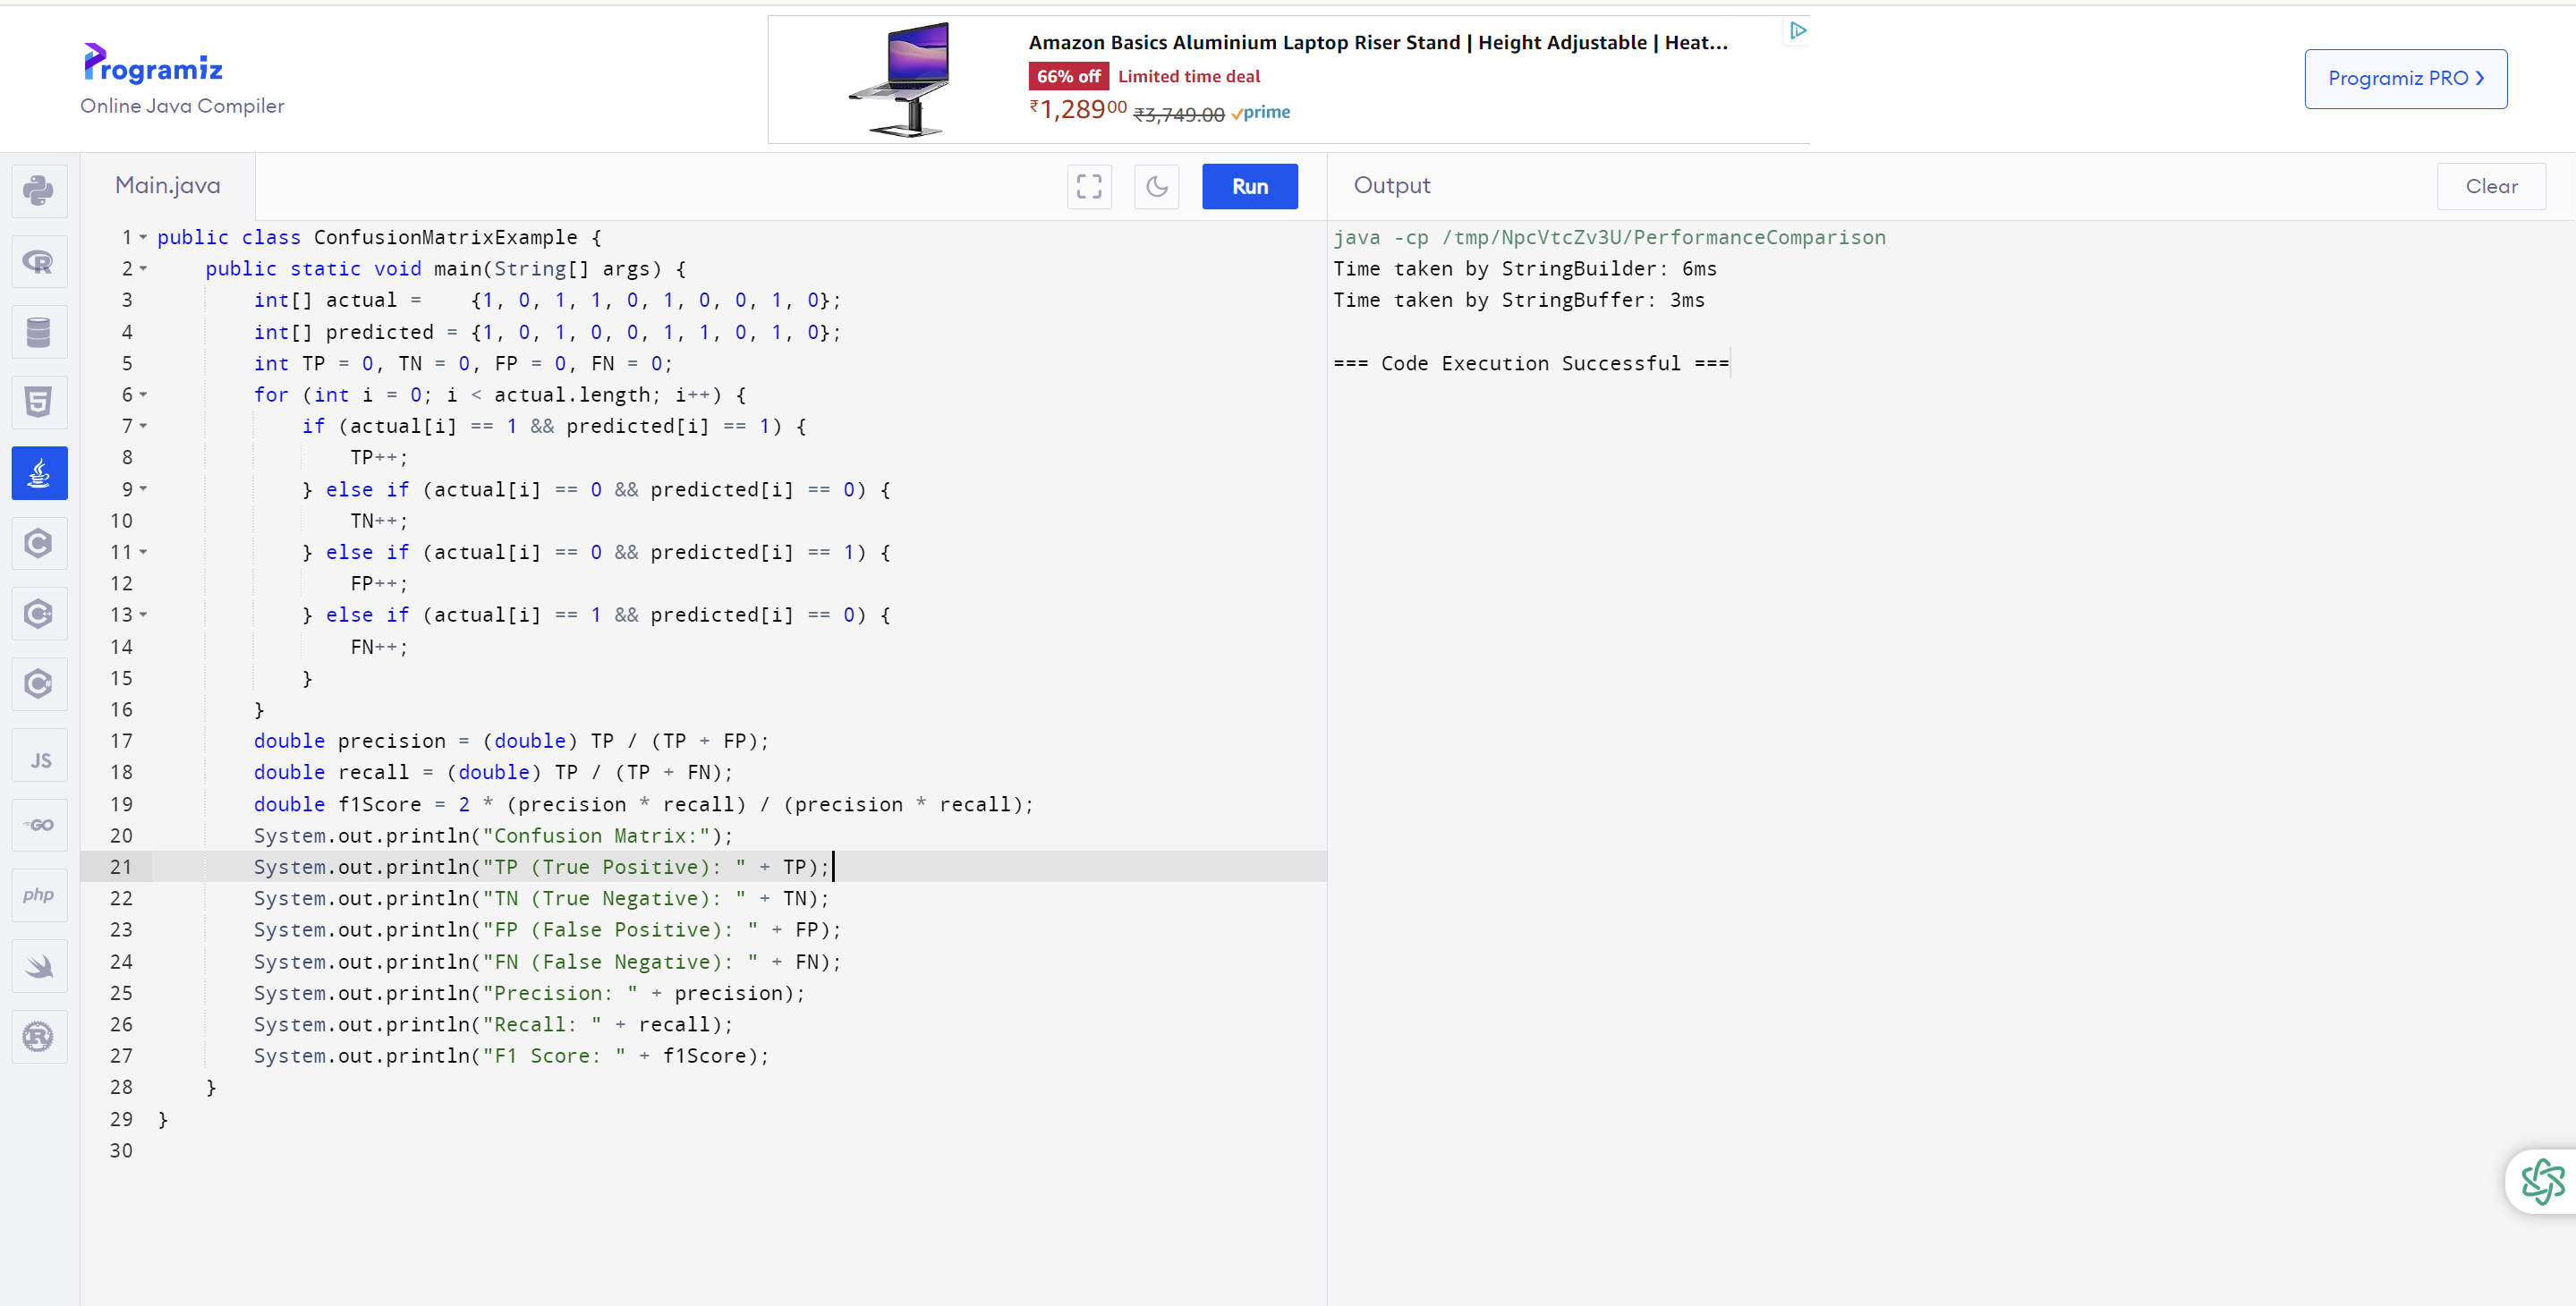 Programiz
Online Java Compiler
Amazon Basics Aluminium Laptop Riser Stand | Height Adjustable | Heat...
66% off Limited time deal
₹1,28900 ₹3,749.00 prime
Programiz PRO
Main.java
Run
Output
Clear
1 public class ConfusionMatrixExample {
2     public static void main(String[] args) {
3         int[] actual =    {1, 0, 1, 1, 0, 1, 0, 0, 1, 0};
4         int[] predicted = {1, 0, 1, 0, 0, 1, 1, 0, 1, 0};
5         int TP = 0, TN = 0, FP = 0, FN = 0;
6         for (int i = 0; i < actual.length; i++) {
7             if (actual[i] == 1 && predicted[i] == 1) {
8                 TP++;
9             } else if (actual[i] == 0 && predicted[i] == 0) {
10                 TN++;
11             } else if (actual[i] == 0 && predicted[i] == 1) {
12                 FP++;
13             } else if (actual[i] == 1 && predicted[i] == 0) {
14                 FN++;
15             }
16         }
17         double precision = (double) TP / (TP + FP);
18         double recall = (double) TP / (TP + FN);
19         double f1Score = 2 * (precision * recall) / (precision * recall);
20         System.out.println("Confusion Matrix:");
21         System.out.println("TP (True Positive): " + TP);
22         System.out.println("TN (True Negative): " + TN);
23         System.out.println("FP (False Positive): " + FP);
24         System.out.println("FN (False Negative): " + FN);
25         System.out.println("Precision: " + precision);
26         System.out.println("Recall: " + recall);
27         System.out.println("F1 Score: " + f1Score);
28     }
29 }
30
java -cp /tmp/NpcVtcZv3U/PerformanceComparison
Time taken by StringBuilder: 6ms
Time taken by StringBuffer: 3ms
=== Code Execution Successful ===
R
5
C
C+
C
JS
GO
php
R